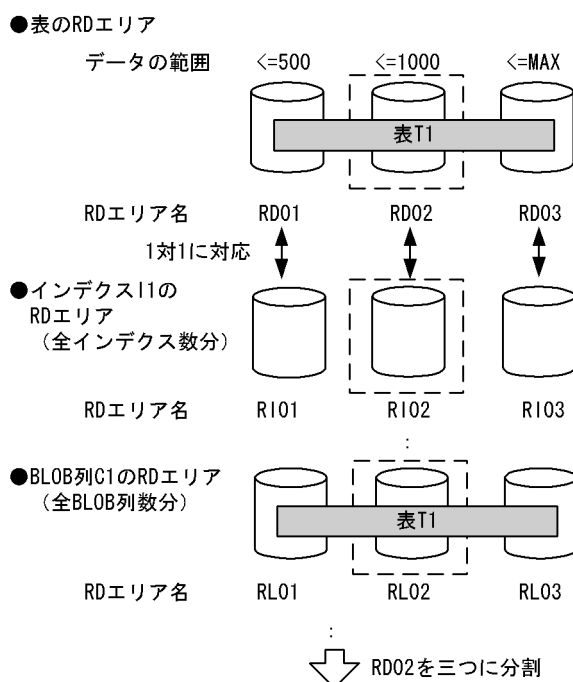 ●表のRDエリア
データの範囲 <=500 <=1000 <=MAX
表T1
RDエリア名 RD01 RD02 RD03
1対1に対応
●インデクスI1の
RDエリア
（全インデクス数分）
RDエリア名 RI01 RI02 RI03
:
●BLOB列C1のRDエリア
（全BLOB列数分）
表T1
RDエリア名 RL01 RL02 RL03
:
RD02を三つに分割